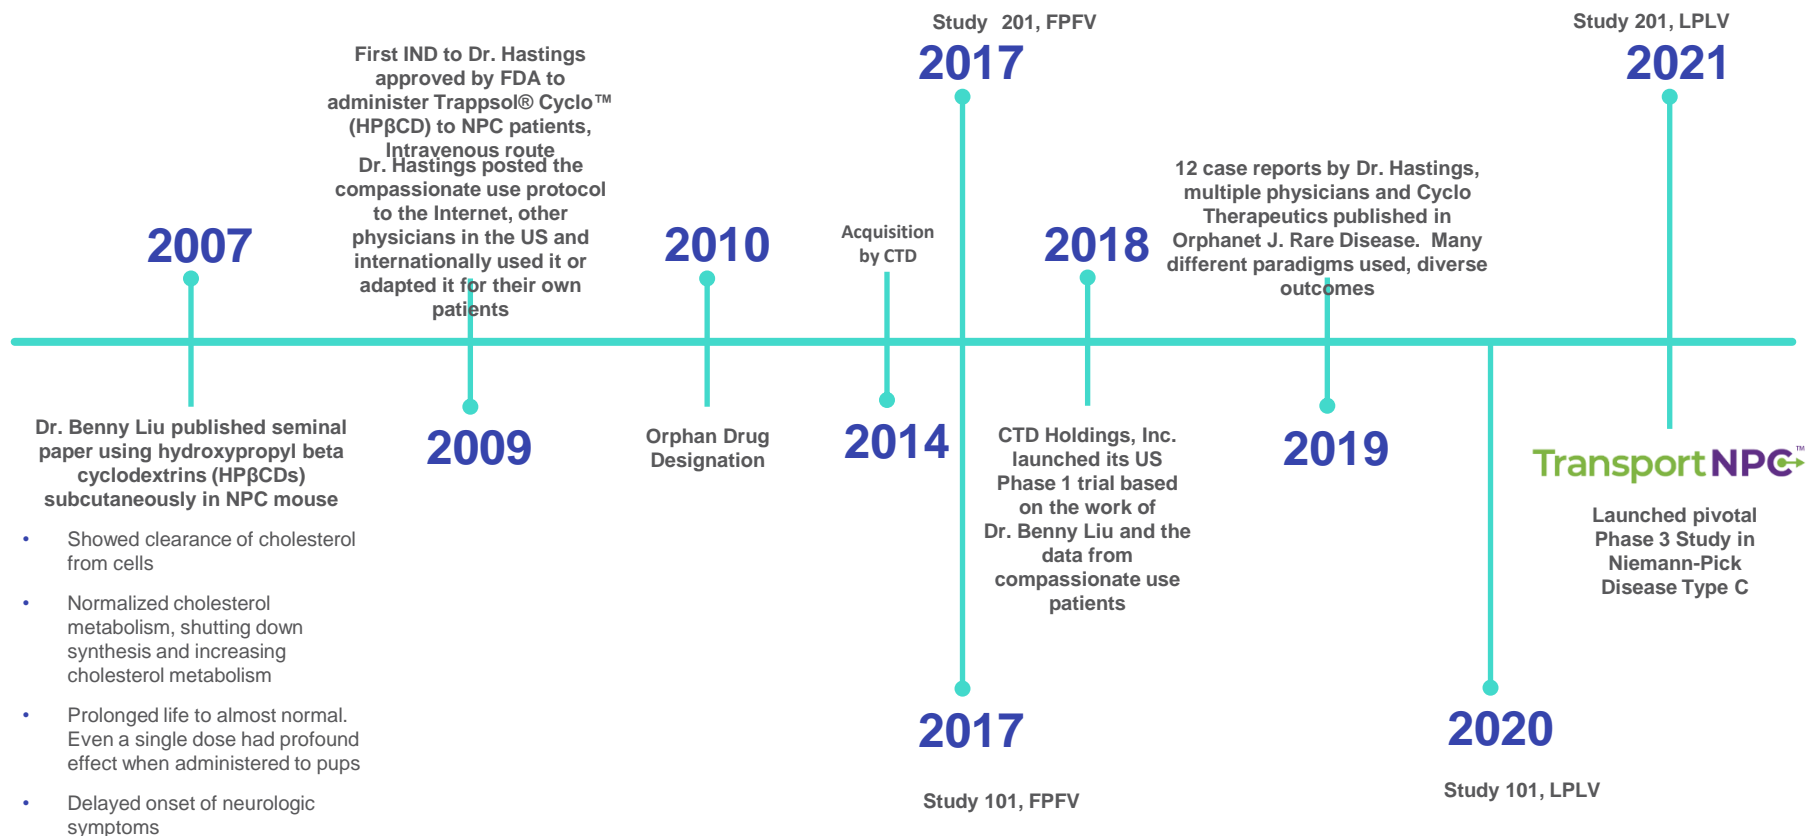 2007
Dr. Benny Liu published seminal
paper using hydroxypropyl beta
cyclodextrins (HPβCDs)
subcutaneously in NPC mouse
• Showed clearance of cholesterol
from cells
• Normalized cholesterol
metabolism, shutting down
synthesis and increasing
cholesterol metabolism
• Prolonged life to almost normal.
Even a single dose had profound
effect when administered to pups
• Delayed onset of neurologic
symptoms
First IND to Dr. Hastings
approved by FDA to
administer Trappsol® Cyclo™
(HPβCD) to NPC patients,
Intravenous route
Dr. Hastings posted the
compassionate use protocol
to the Internet, other
physicians in the US and
internationally used it or
adapted it for their own
patients
2009
2010
Orphan Drug
Designation
Acquisition
by CTD
2014
Study 201, FPFV
2017
2017
Study 101, FPFV
2018
CTD Holdings, Inc.
launched its US
Phase 1 trial based
on the work of
Dr. Benny Liu and the
data from
compassionate use
patients
12 case reports by Dr. Hastings,
multiple physicians and Cyclo
Therapeutics published in
Orphanet J. Rare Disease. Many
different paradigms used, diverse
outcomes
2019
2020
Study 101, LPLV
Study 201, LPLV
2021
TransportNPC™
Launched pivotal
Phase 3 Study in
Niemann-Pick
Disease Type C